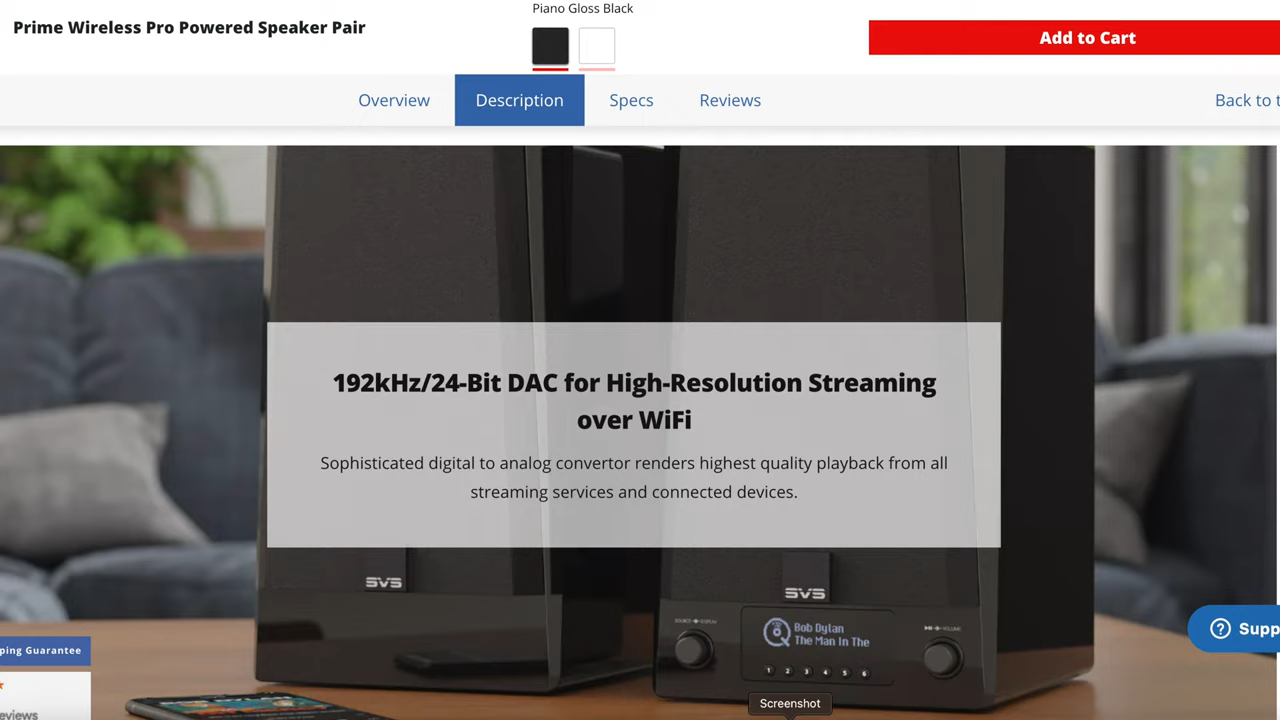 Piano Gloss Black
Prime Wireless Pro Powered Speaker Pair
Add to Cart
Overview
Description
Specs
Reviews
Back to t
192kHz/24-Bit DAC for High-Resolution Streaming
over WiFi
Sophisticated digital to analog convertor renders highest quality playback from all
streaming services and connected devices.
SVS
SVS
SOURCE DISPLAY
Bob Dylan
The Man In The
VOLUME
1 2 3 4 5 6
Supp
ping Guarantee
eviews
Screenshot